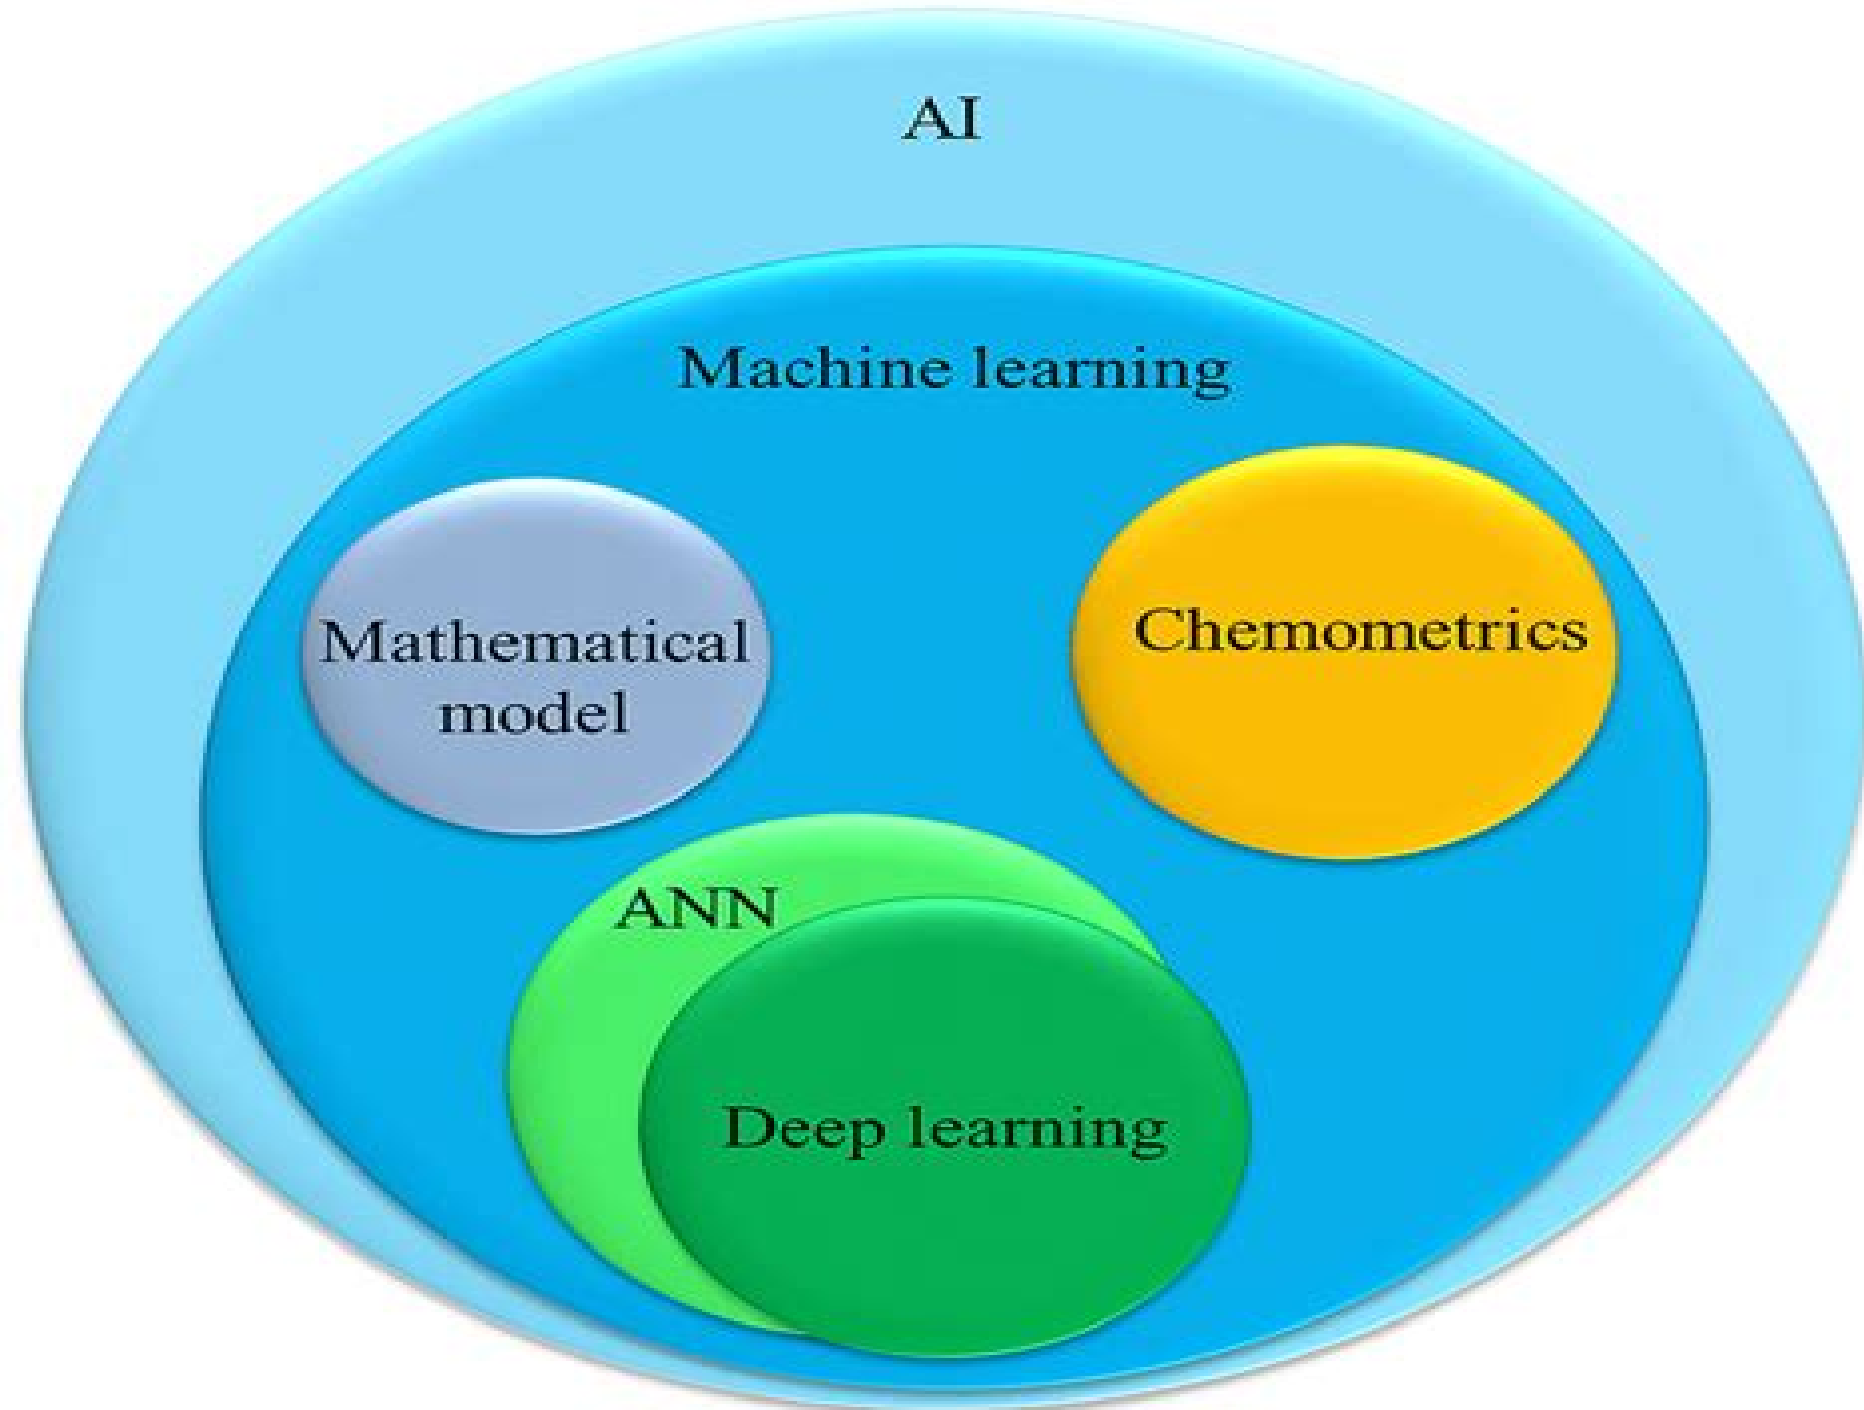 AI
Machine learning
Mathematical
model
Chemometrics
ANN
Deep learning